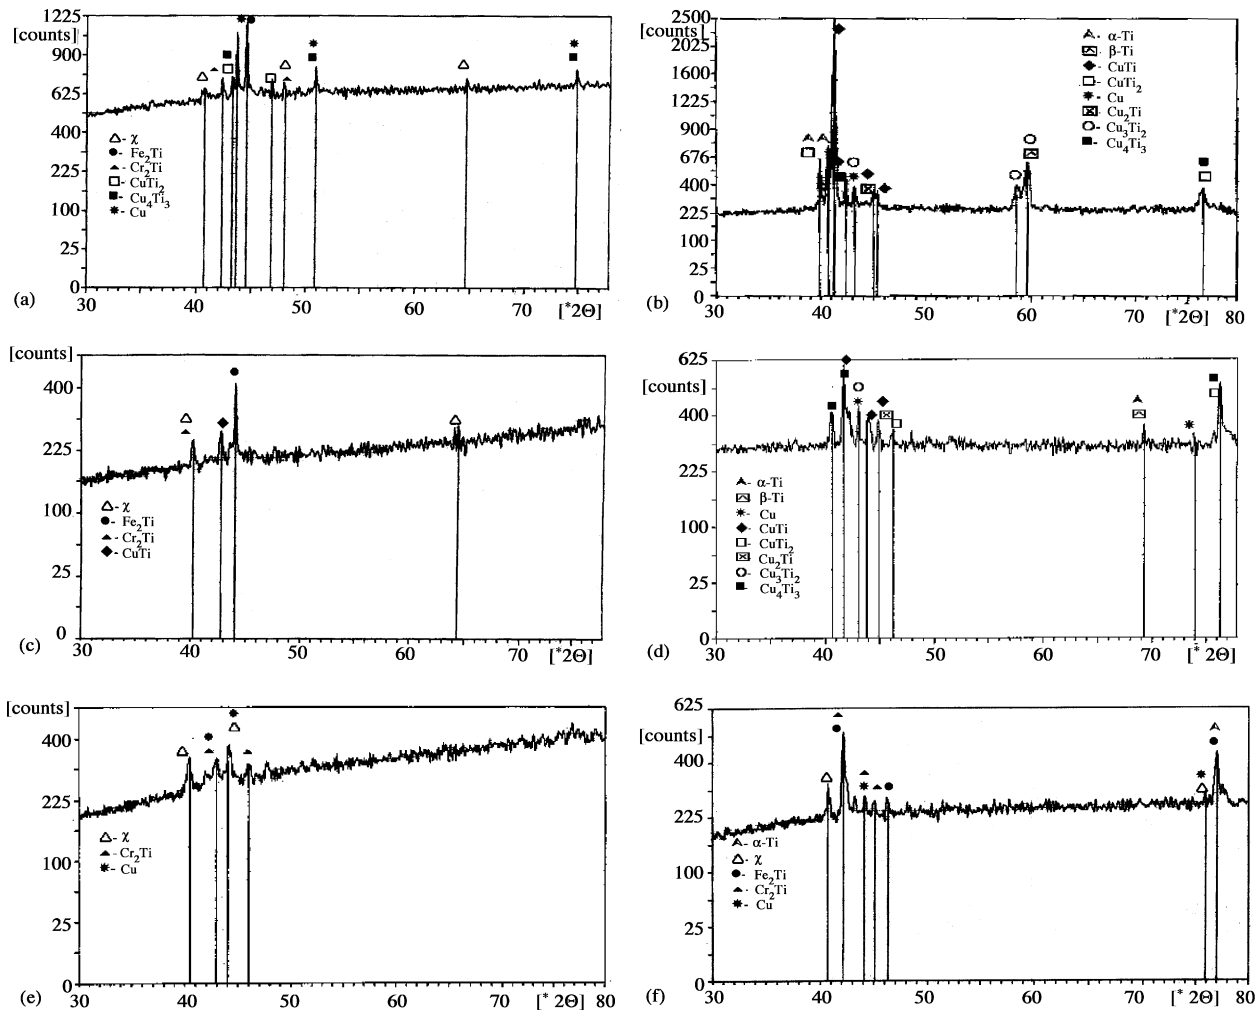 1225
[counts]
900
625
400
225
100
25
0
χ
Fe2Ti
Cr2Ti
CuTi2
Cu4Ti3
Cu
30 40 50 60 70 [*2Θ]
(a)
2500
[counts]
2025
1600
1225
900
676
400
225
100
25
0
α-Ti
β-Ti
CuTi
CuTi2
Cu
Cu2Ti
Cu3Ti2
Cu4Ti3
30 40 50 60 70 [*2Θ] 80
(b)
[counts]
400
225
100
25
0
χ
Fe2Ti
Cr2Ti
CuTi
30 40 50 60 70 [*2Θ]
(c)
625
[counts]
400
225
100
25
0
α-Ti
β-Ti
Cu
CuTi
CuTi2
Cu2Ti
Cu3Ti2
Cu4Ti3
30 40 50 60 70 [* 2Θ]
(d)
[counts]
400
225
100
25
0
χ
Cr2Ti
Cu
30 40 50 60 70 [* 2Θ] 80
(e)
625
[counts]
400
225
100
25
0
α-Ti
χ
Fe2Ti
Cr2Ti
Cu
30 40 50 60 70 [* 2Θ] 80
(f)